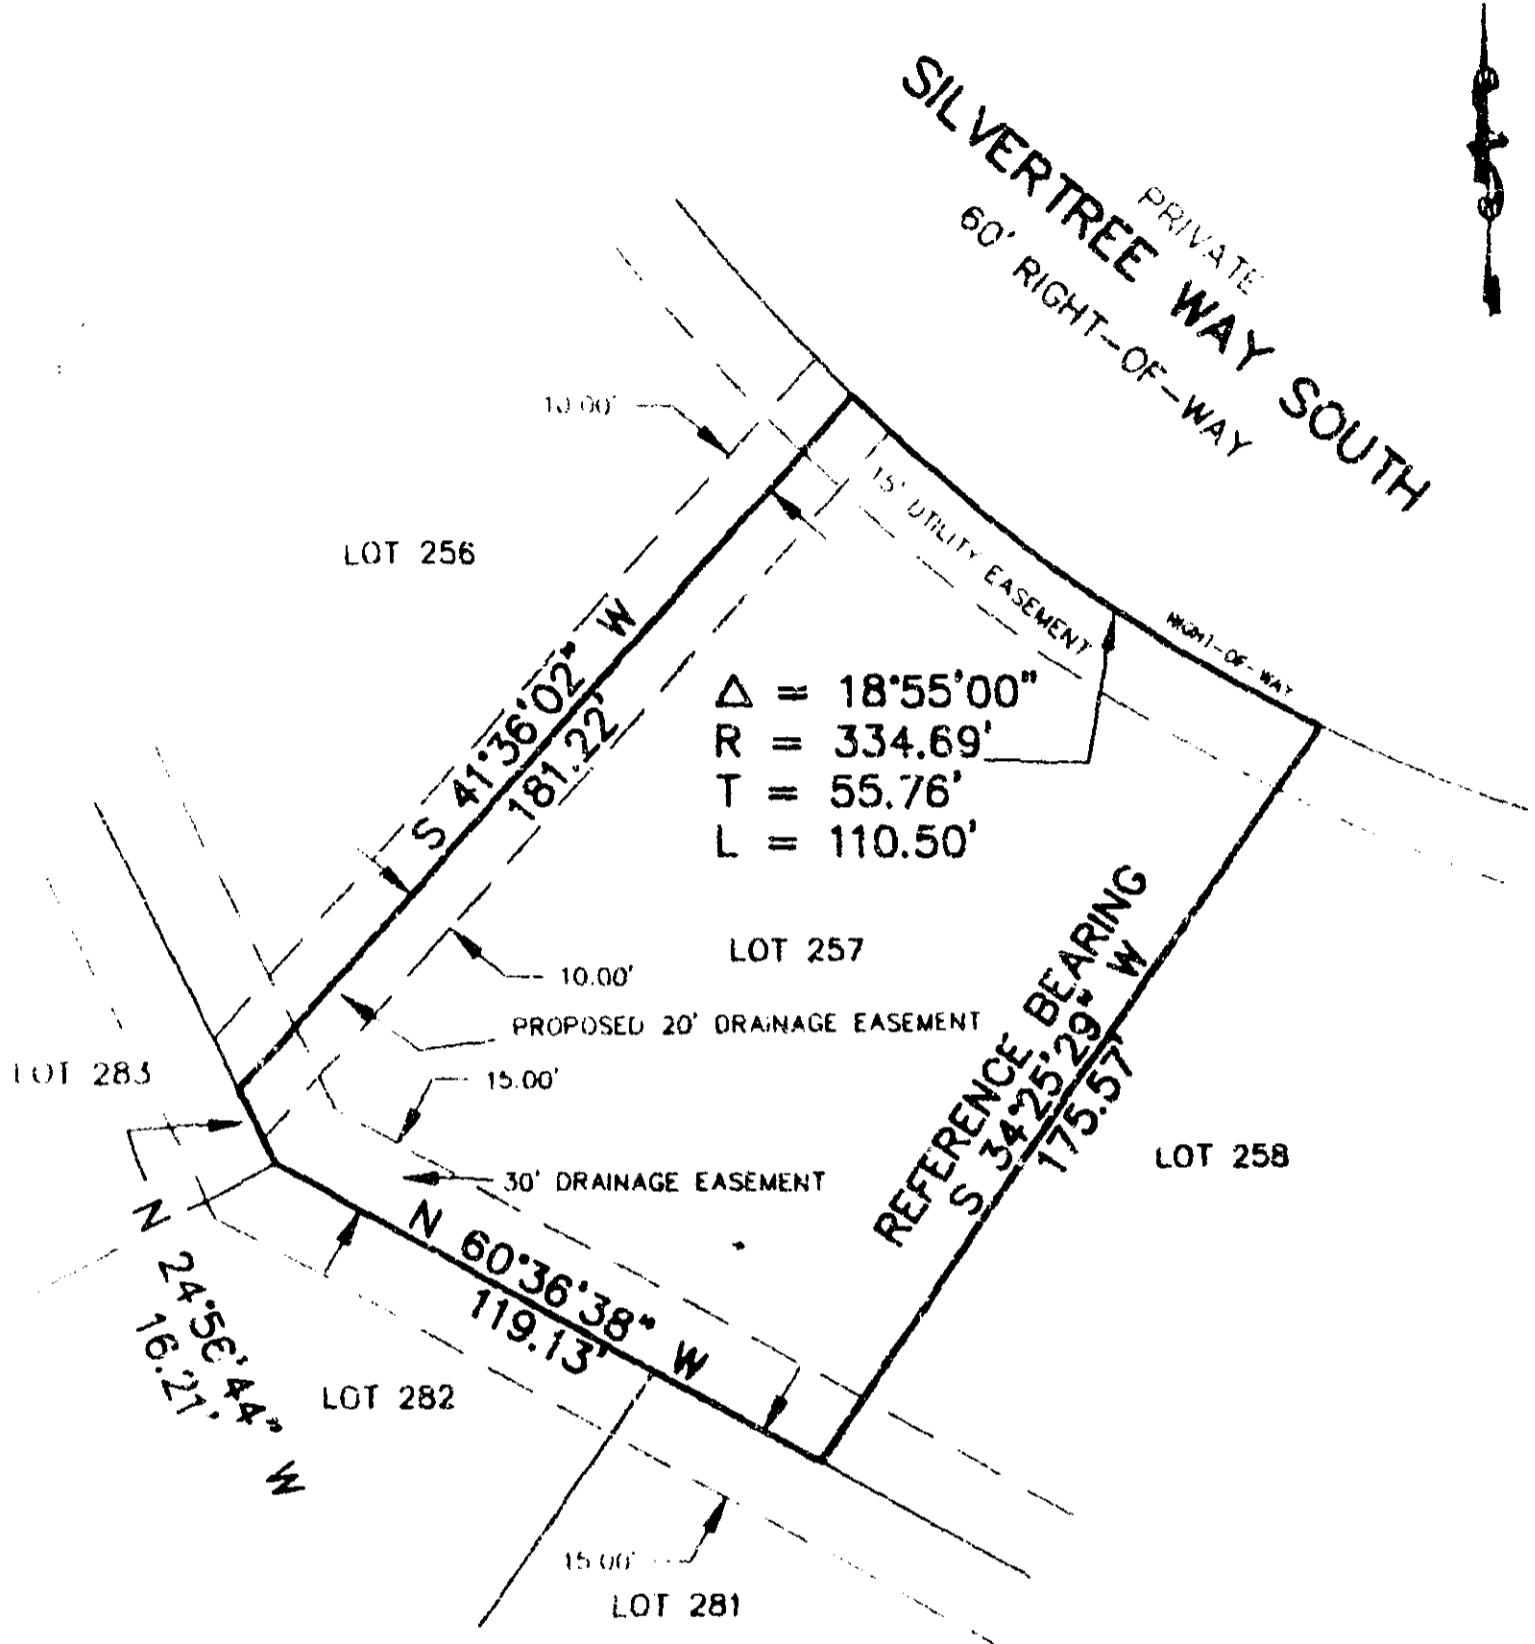 SILVERTREE WAY SOUTH
PRIVATE
60' RIGHT-OF-WAY
10.00'
15' UTILITY EASEMENT
LOT 256
RIGHT-OF-WAY
S 41°36'02" W
181.22'
Δ = 18°55'00"
R = 334.69'
T = 55.76'
L = 110.50'
LOT 257
10.00'
REFERENCE BEARING
S 34°25'29" W
175.57'
PROPOSED 20' DRAINAGE EASEMENT
LOT 283
15.00'
LOT 258
30' DRAINAGE EASEMENT
N 60°36'38" W
119.13'
N 24°56'44" W
16.21'
LOT 282
15.00'
LOT 281